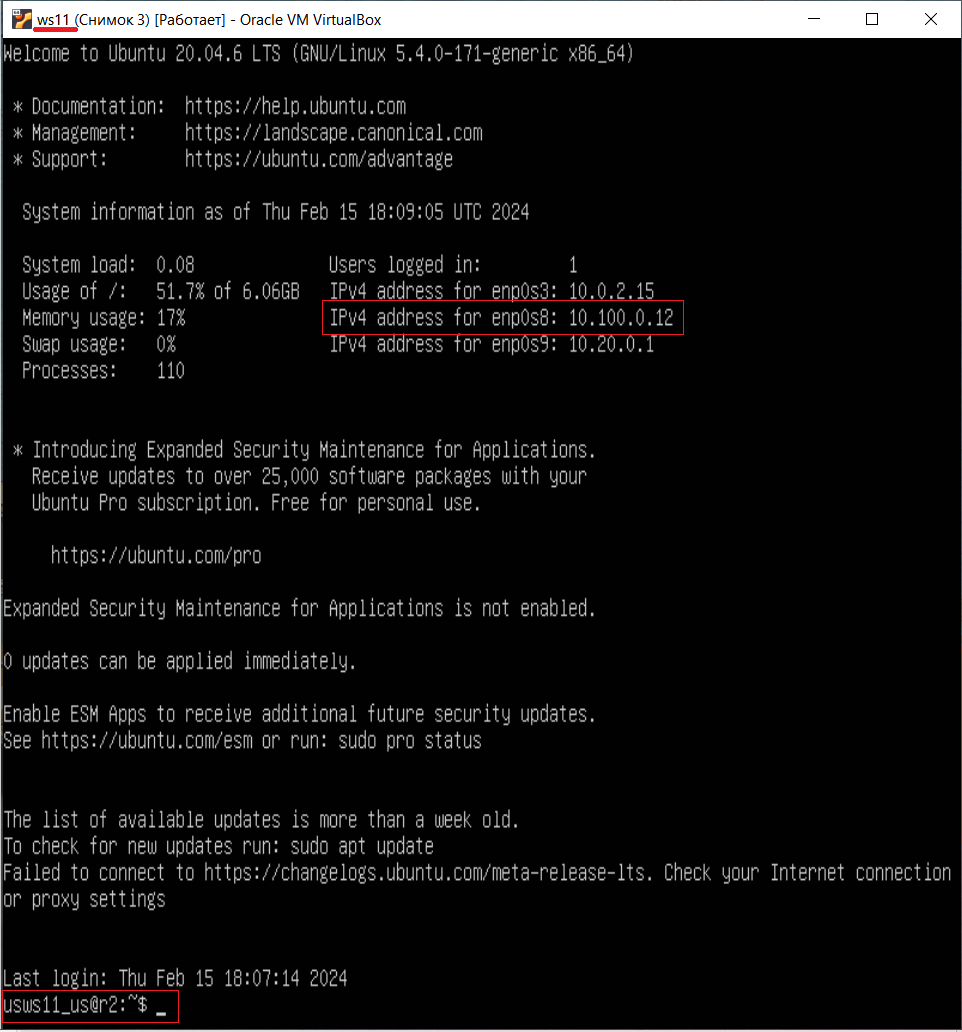 ws11 (Снимок 3) [Работает] - Oracle VM VirtualBox
Welcome to Ubuntu 20.04.6 LTS (GNU/Linux 5.4.0-171-generic x86_64)
* Documentation:  https://help.ubuntu.com
* Management:     https://landscape.canonical.com
* Support:        https://ubuntu.com/advantage
System information as of Thu Feb 15 18:09:05 UTC 2024
System load:  0.08              Users logged in:         1
Usage of /:   51.7% of 6.06GB   IPv4 address for enp0s3: 10.0.2.15
Memory usage: 17%               IPv4 address for enp0s8: 10.100.0.12
Swap usage:   0%                IPv4 address for enp0s9: 10.20.0.1
Processes:    110
* Introducing Expanded Security Maintenance for Applications.
Receive updates to over 25,000 software packages with your
Ubuntu Pro subscription. Free for personal use.
https://ubuntu.com/pro
Expanded Security Maintenance for Applications is not enabled.
0 updates can be applied immediately.
Enable ESM Apps to receive additional future security updates.
See https://ubuntu.com/esm or run: sudo pro status
The list of available updates is more than a week old.
To check for new updates run: sudo apt update
Failed to connect to https://changelogs.ubuntu.com/meta-release-lts. Check your Internet connection
or proxy settings
Last login: Thu Feb 15 18:07:14 2024
usws11_us@r2:~$ _